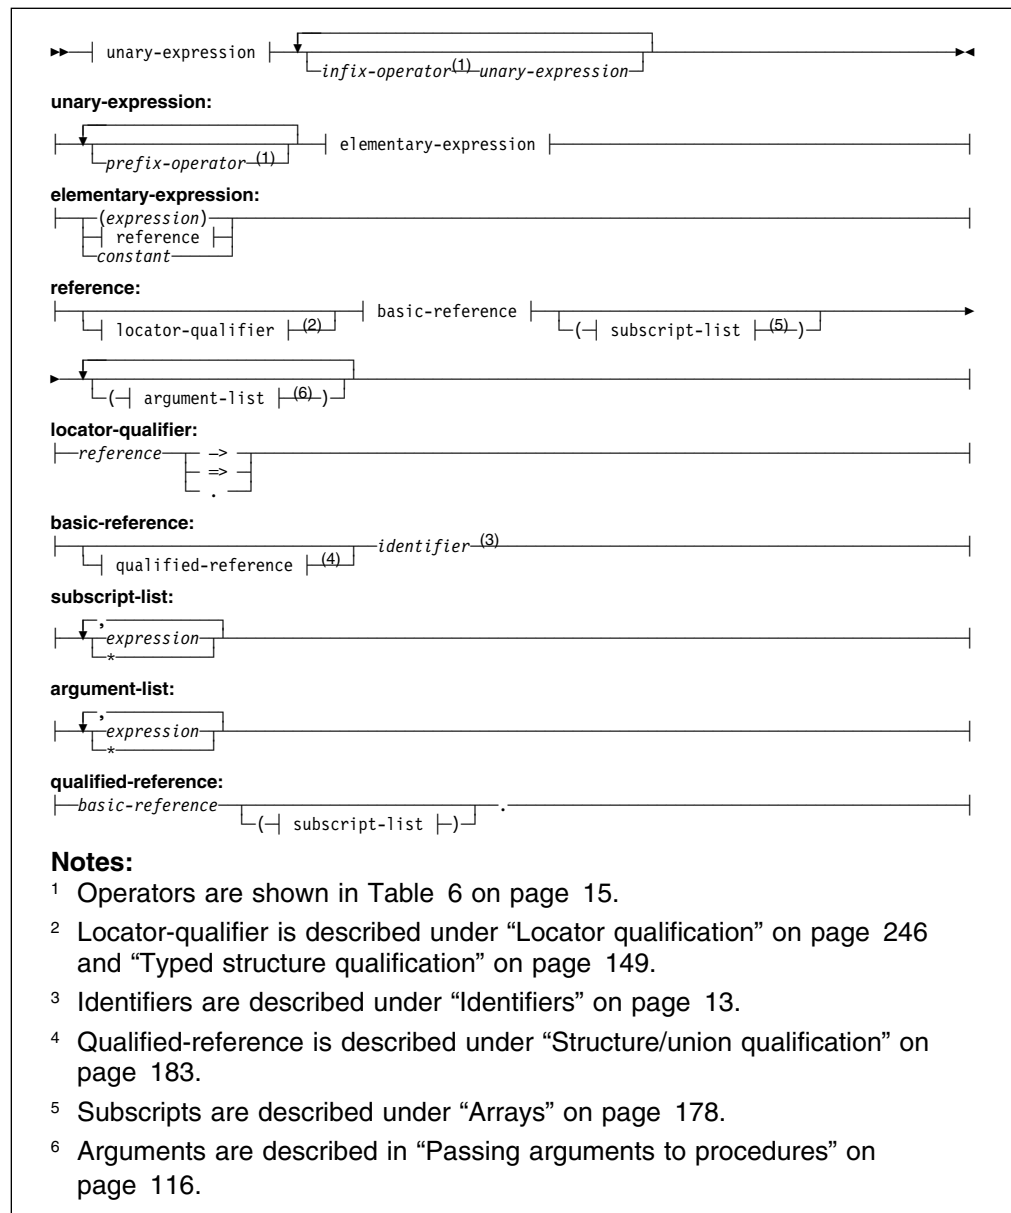 unary-expression
infix-operator(1) unary-expression
unary-expression:
prefix-operator (1) elementary-expression
elementary-expression:
(expression)
reference
constant
reference:
locator-qualifier (2) basic-reference ( subscript-list (5) )
( argument-list (6) )
locator-qualifier:
reference —>
=>
.
basic-reference:
qualified-reference (4) identifier (3)
subscript-list:
,
expression
*
argument-list:
,
expression
*
qualified-reference:
basic-reference ( subscript-list ) .
Notes:
1 Operators are shown in Table 6 on page 15.
2 Locator-qualifier is described under “Locator qualification” on page 246
and “Typed structure qualification” on page 149.
3 Identifiers are described under “Identifiers” on page 13.
4 Qualified-reference is described under “Structure/union qualification” on
page 183.
5 Subscripts are described under “Arrays” on page 178.
6 Arguments are described in “Passing arguments to procedures” on
page 116.